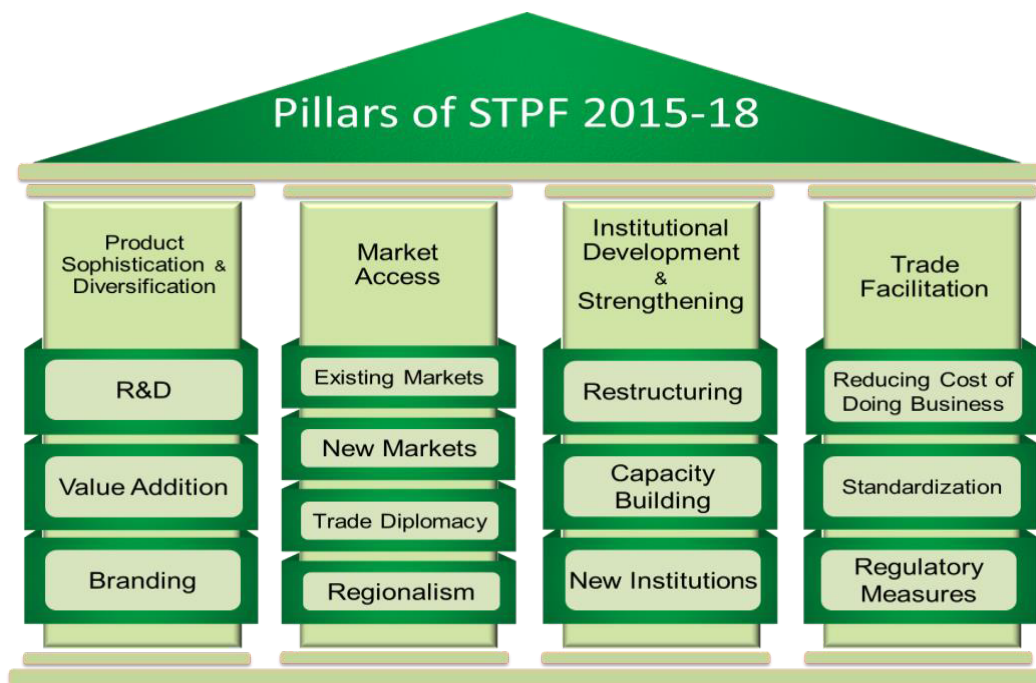 Pillars of STPF 2015-18
Product
Sophistication &
Diversification
R&D
Value Addition
Branding
Market
Access
Existing Markets
New Markets
Trade Diplomacy
Regionalism
Institutional
Development
&
Strengthening
Restructuring
Capacity
Building
New Institutions
Trade
Facilitation
Reducing Cost of
Doing Business
Standardization
Regulatory
Measures